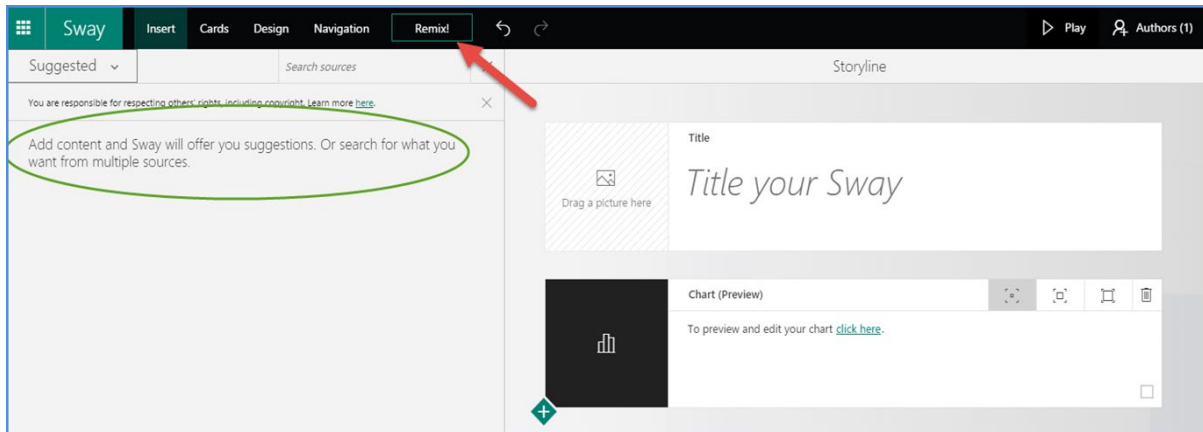 Sway Insert Cards Design Navigation Remix! Play Authors (1)
Suggested Search sources Storyline
You are responsible for respecting others' rights, including copyright. Learn more here.
Add content and Sway will offer you suggestions. Or search for what you
want from multiple sources.
Title
Title your Sway
Drag a picture here
Chart (Preview)
To preview and edit your chart click here.